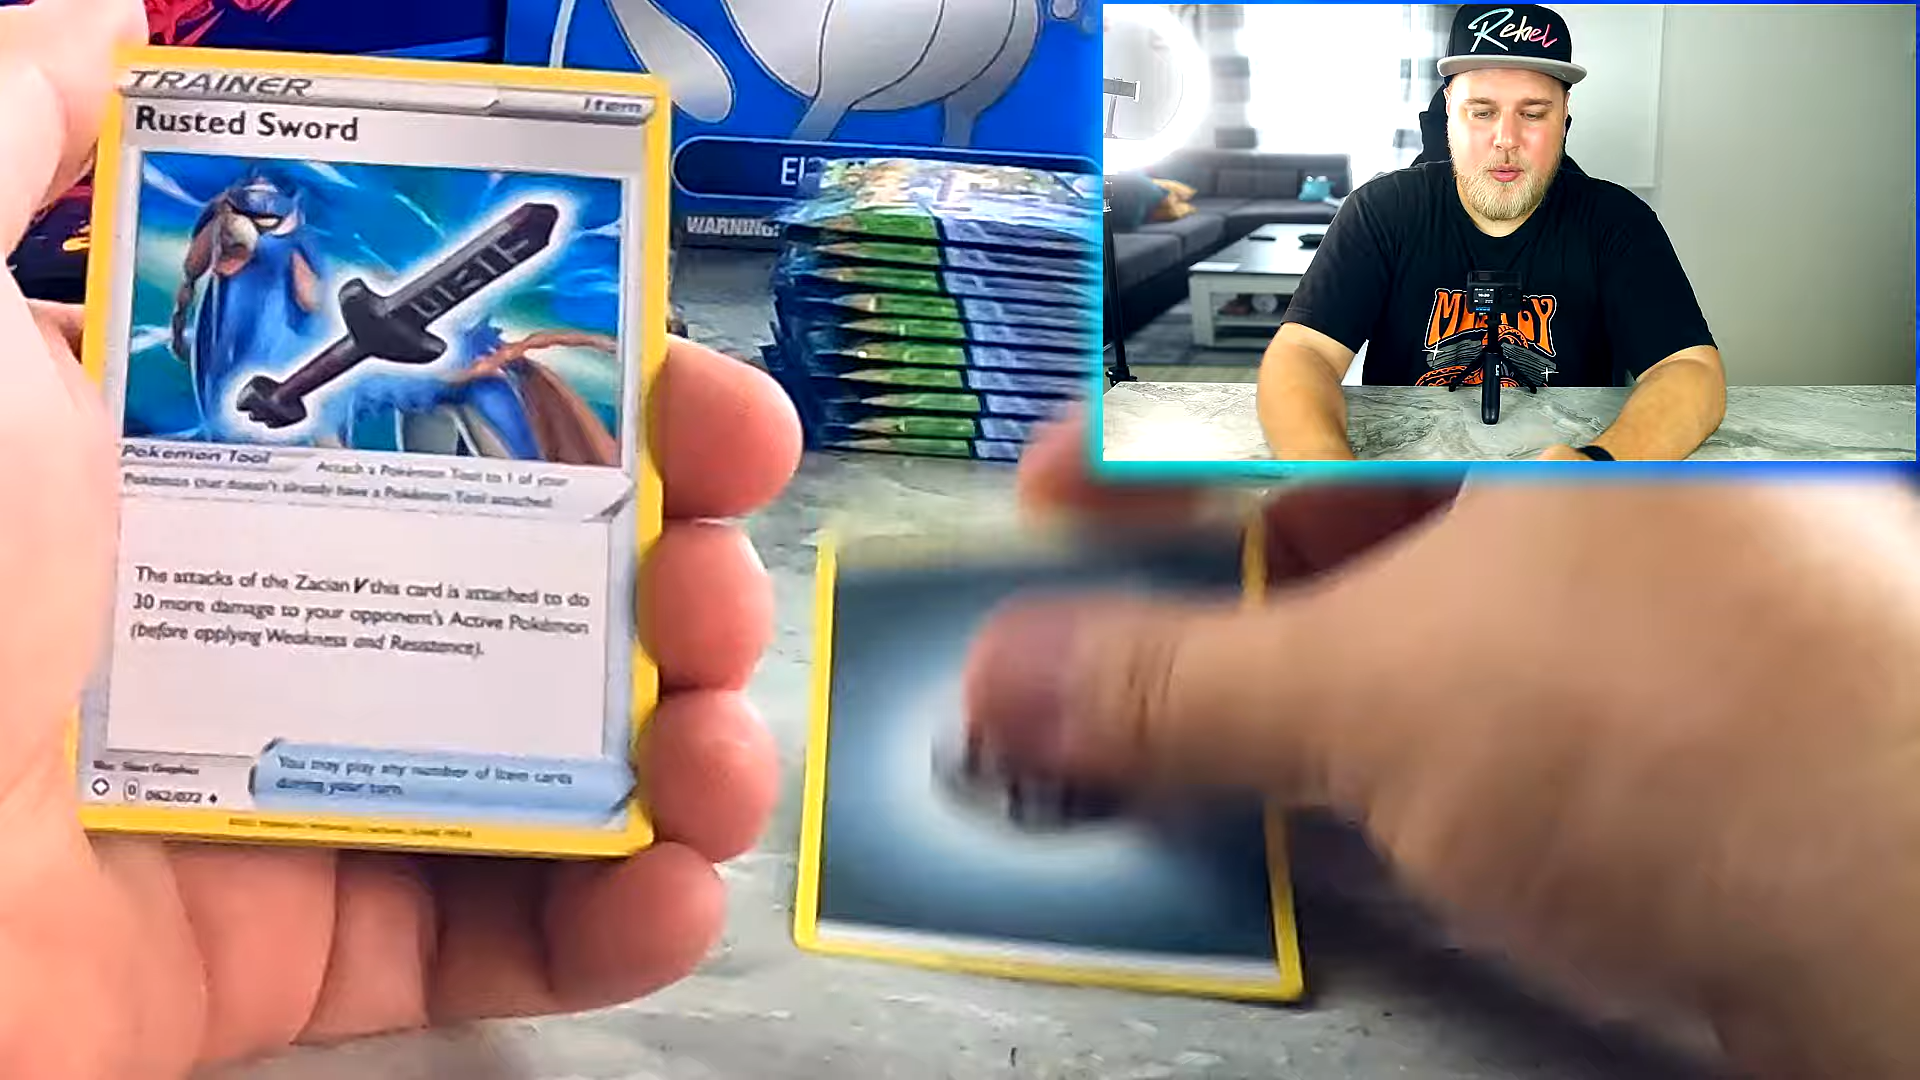 TRAINER
Item
Rusted Sword
Pokémon Tool
Attach a Pokémon Tool to 1 of your
Pokémon that doesn't already have a Pokémon Tool attached.
The attacks of the Zacian V this card is attached to do
30 more damage to your opponent's Active Pokémon
(before applying Weakness and Resistance).
You may play any number of Item cards
during your turn.
062/072
El
WARNING:
Rebel